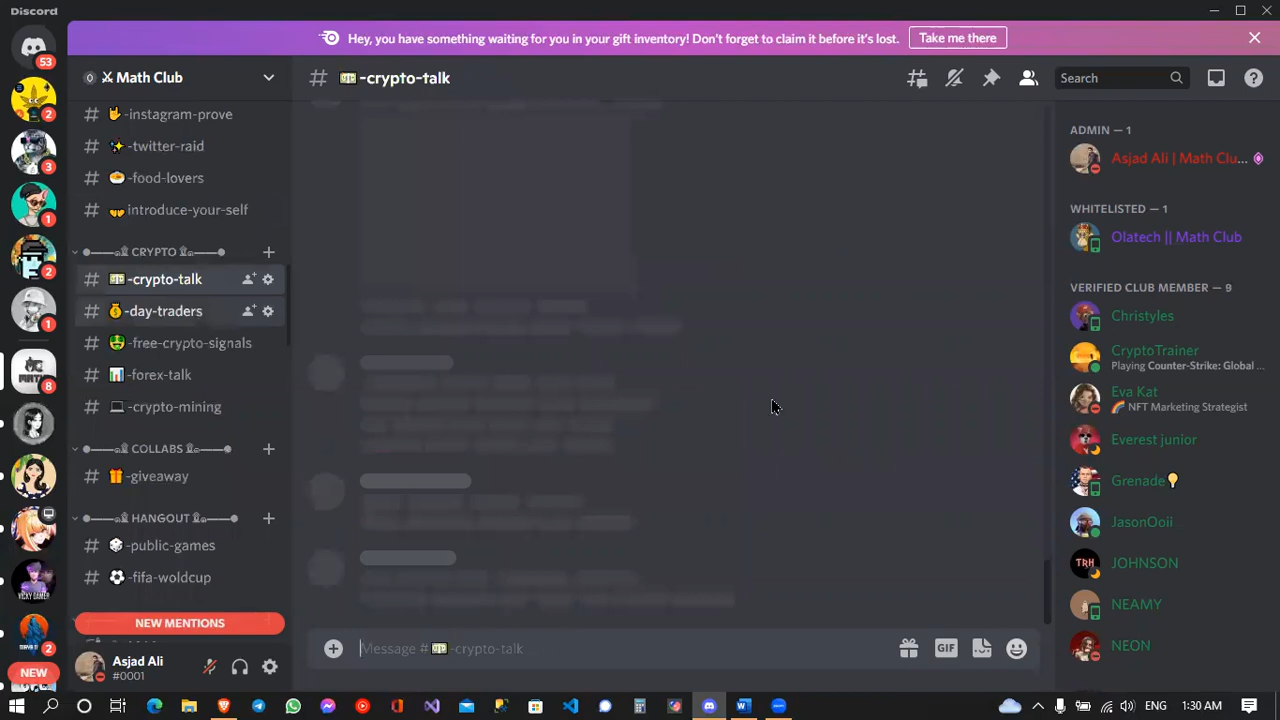 Discord
53
Hey, you have something waiting for you in your gift inventory! Don't forget to claim it before it's lost.
Take me there
Math Club
-crypto-talk
Search
2
3
1
2
1
8
2
NEW
-instagram-prove
-twitter-raid
-food-lovers
introduce-your-self
CRYPTO
-crypto-talk
-day-traders
-free-crypto-signals
-forex-talk
-crypto-mining
COLLABS
-giveaway
HANGOUT
-public-games
-fifa-woldcup
NEW MENTIONS
Asjad Ali
#0001
Message # -crypto-talk
GIF
ADMIN — 1
Asjad Ali | Math Clu...
WHITELISTED — 1
Olatech || Math Club
VERIFIED CLUB MEMBER — 9
Christyles
CryptoTrainer
Playing Counter-Strike: Global ...
Eva Kat
NFT Marketing Strategist
Everest junior
Grenade
JasonOoii
JOHNSON
NEAMY
NEON
ENG
1:30 AM